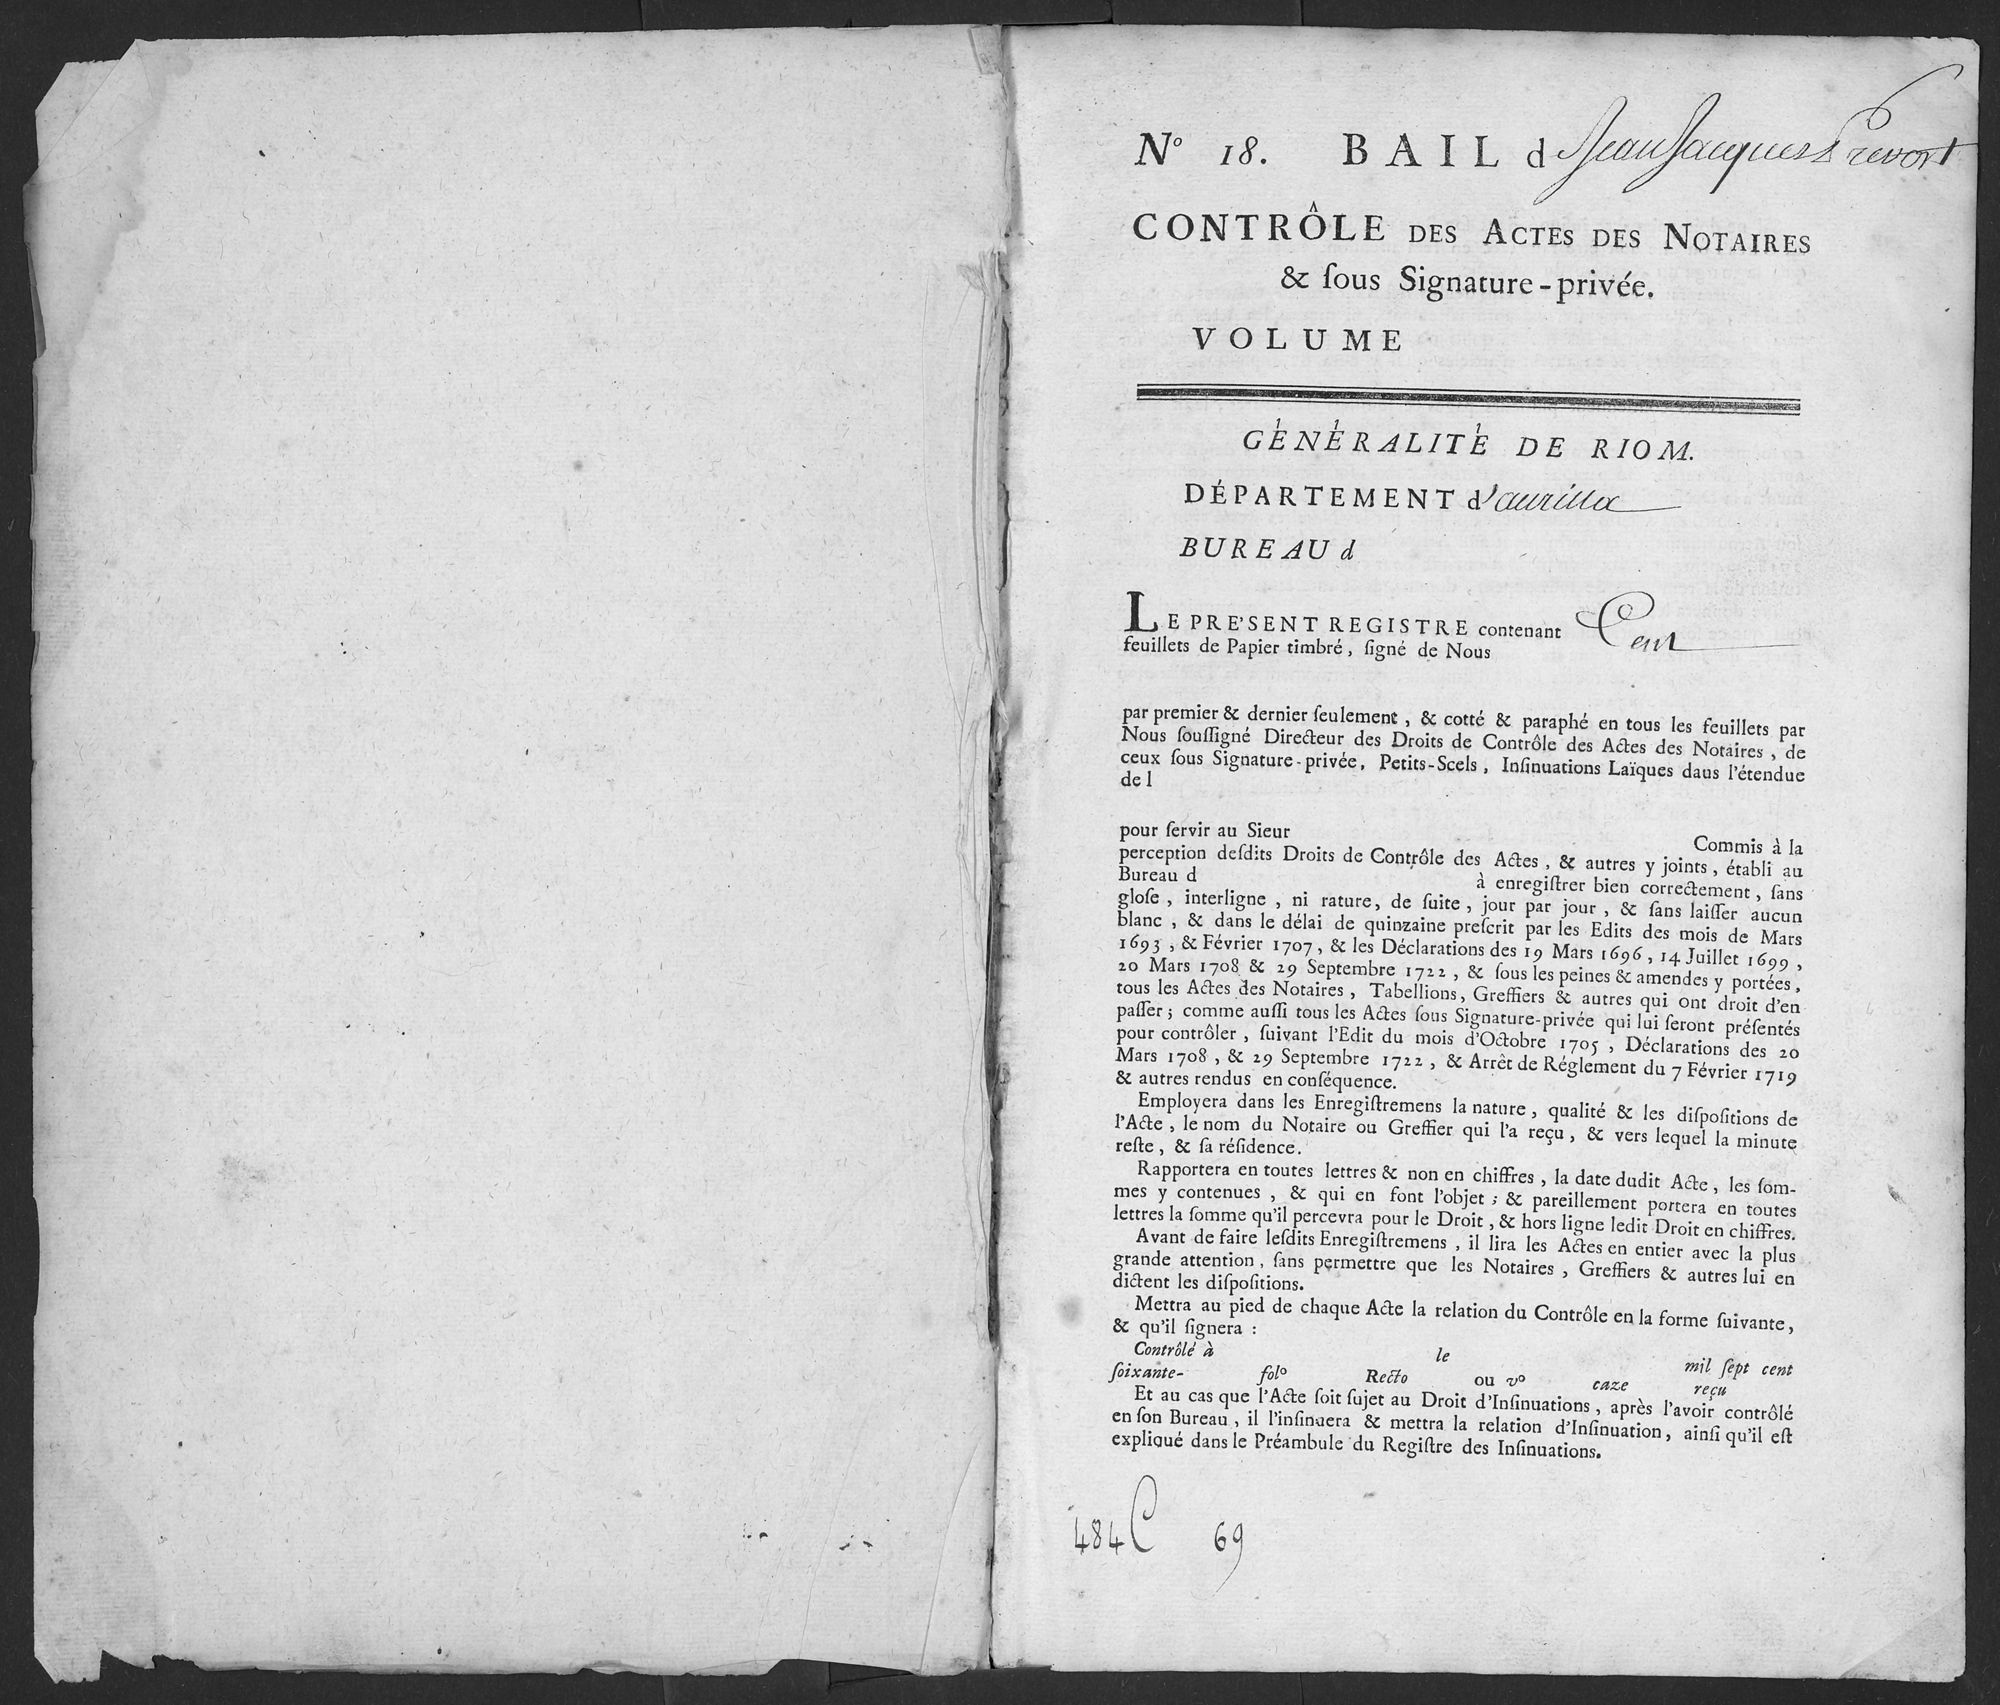 Nº 18. BAIL d Jean Jacques Prevost
CONTRÔLE DES ACTES DES NOTAIRES
& ſous Signature-privée.
VOLUME
GÉNÉRALITÉ DE RIOM.
DÉPARTEMENT d'aurillac
BUREAU d
LE PRE'SENT REGISTRE contenant Cent
feuillets de Papier timbré, ſigné de Nous
par premier & dernier ſeulement, & cotté & paraphé en tous les feuillets par
Nous ſouſſigné Directeur des Droits de Contrôle des Actes des Notaires, de
ceux ſous Signature-privée, Petits-Scels, Inſinuations Laïques daus l'étendue
de l
pour ſervir au Sieur Commis à la
perception deſdits Droits de Contrôle des Actes, & autres y joints, établi au
Bureau d à enregiſtrer bien correctement, ſans
gloſe, interligne, ni rature, de ſuite, jour par jour, & ſans laiſſer aucun
blanc, & dans le délai de quinzaine preſcrit par les Edits des mois de Mars
1693, & Février 1707, & les Déclarations des 19 Mars 1696, 14 Juillet 1699,
20 Mars 1708 & 29 Septembre 1722, & ſous les peines & amendes y portées,
tous les Actes des Notaires, Tabellions, Greffiers & autres qui ont droit d'en
paſſer; comme auſſi tous les Actes ſous Signature-privée qui lui ſeront préſentés
pour contrôler, ſuivant l'Edit du mois d'Octobre 1705, Déclarations des 20
Mars 1708, & 29 Septembre 1722, & Arrêt de Réglement du 7 Février 1719
& autres rendus en conſéquence.
Employera dans les Enregiſtremens la nature, qualité & les diſpoſitions de
l'Acte, le nom du Notaire ou Greffier qui l'a reçu, & vers lequel la minute
reſte, & ſa réſidence.
Rapportera en toutes lettres & non en chiffres, la date dudit Acte, les ſom-
mes y contenues, & qui en font l'objet; & pareillement portera en toutes
lettres la ſomme qu'il percevra pour le Droit, & hors ligne ledit Droit en chiffres.
Avant de faire leſdits Enregiſtremens, il lira les Actes en entier avec la plus
grande attention, ſans permettre que les Notaires, Greffiers & autres lui en
dictent les diſpoſitions.
Mettra au pied de chaque Acte la relation du Contrôle en la forme ſuivante,
& qu'il ſignera :
Contrôlé à le mil ſept cent
ſoixante- folº Recto ou vº caze reçu
Et au cas que l'Acte ſoit ſujet au Droit d'Inſinuations, après l'avoir contrôlé
en ſon Bureau, il l'inſinuera & mettra la relation d'Inſinuation, ainſi qu'il eſt
expliqué dans le Préambule du Regiſtre des Inſinuations.
484 C 69